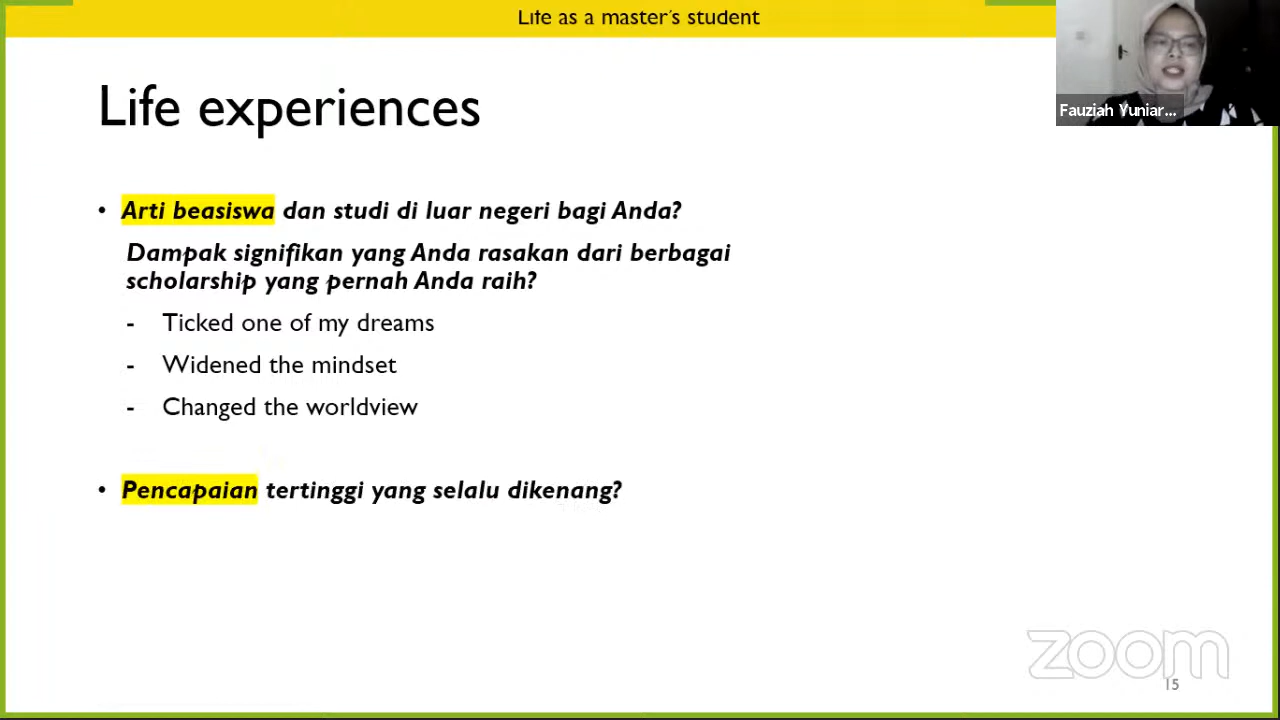 Life as a master's student
Fauziah Yuniar...
Life experiences
• Arti beasiswa dan studi di luar negeri bagi Anda?
Dampak signifikan yang Anda rasakan dari berbagai
scholarship yang pernah Anda raih?
- Ticked one of my dreams
- Widened the mindset
- Changed the worldview
• Pencapaian tertinggi yang selalu dikenang?
zoom
15